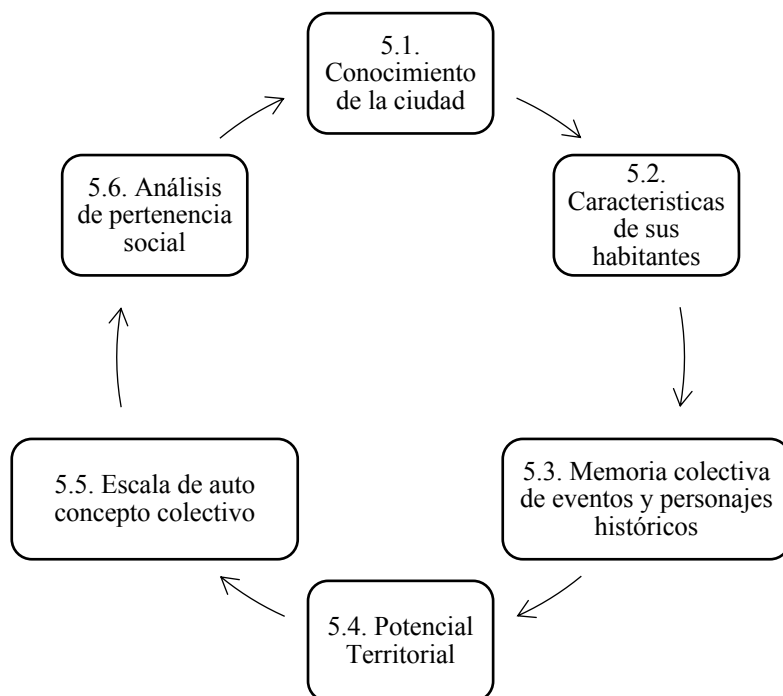 5.1.
Conocimiento
de la ciudad
5.2.
Caracteristicas
de sus
habitantes
5.3. Memoria colectiva
de eventos y personajes
históricos
5.4. Potencial
Territorial
5.5. Escala de auto
concepto colectivo
5.6. Análisis
de pertenencia
social